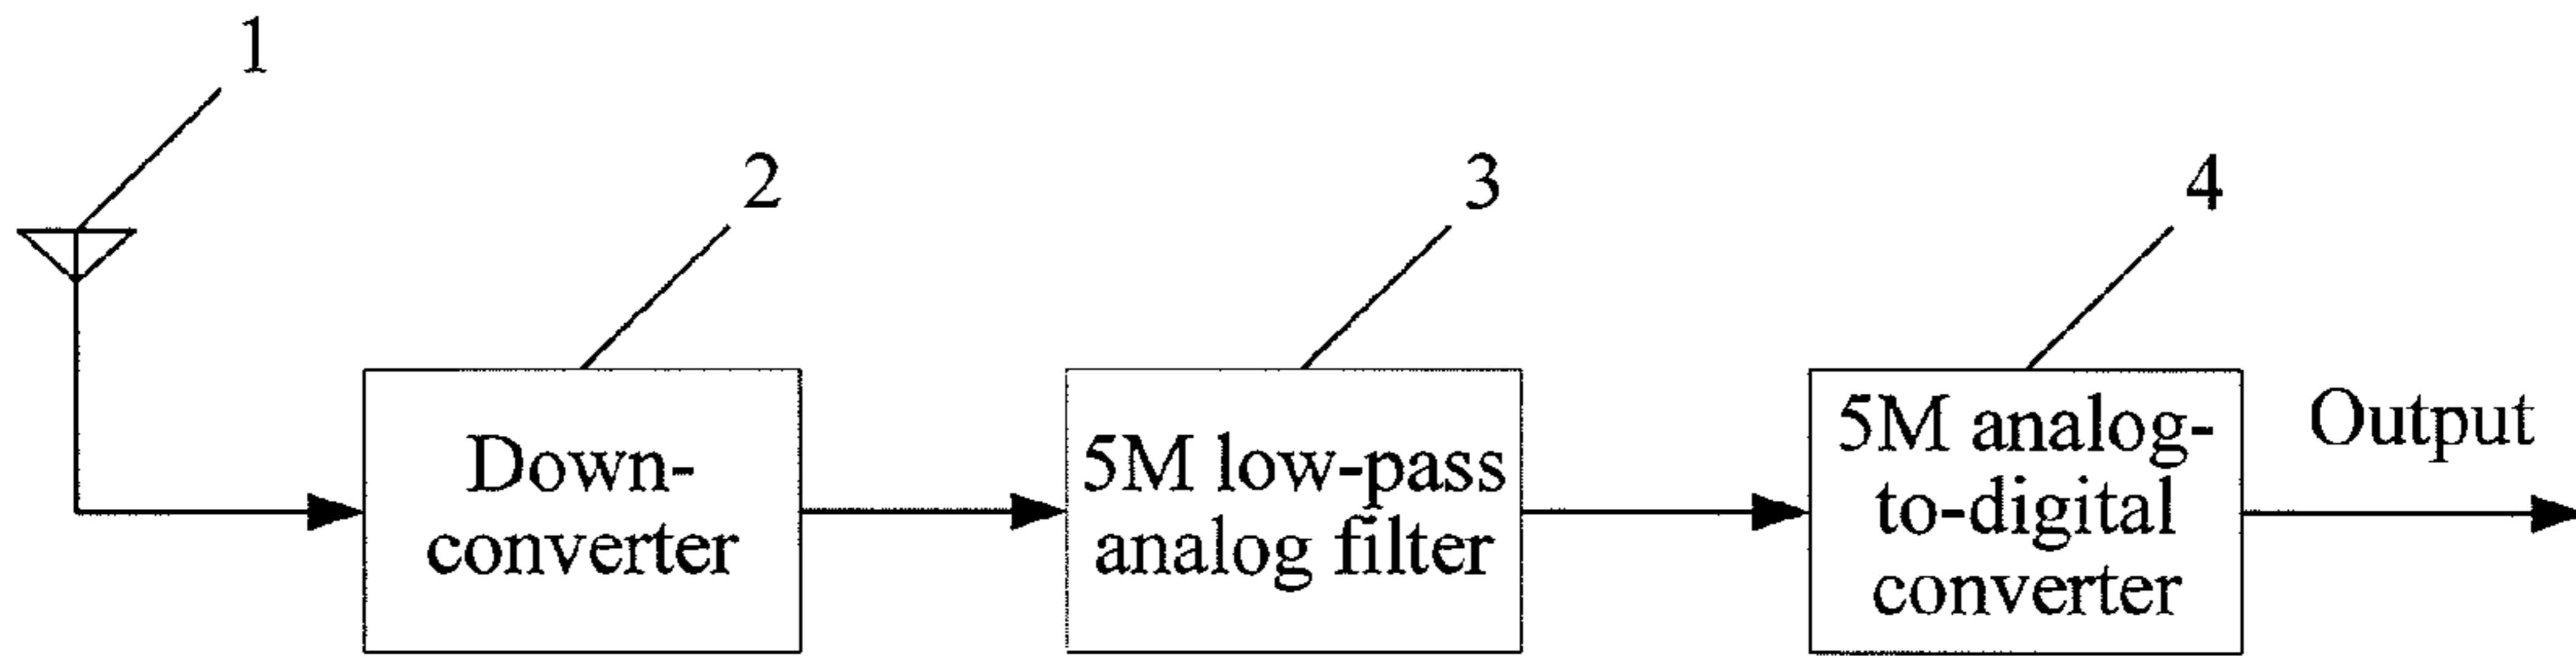 1
2
3
4
Down-
converter
5M low-pass
analog filter
5M analog-
to-digital
converter
Output